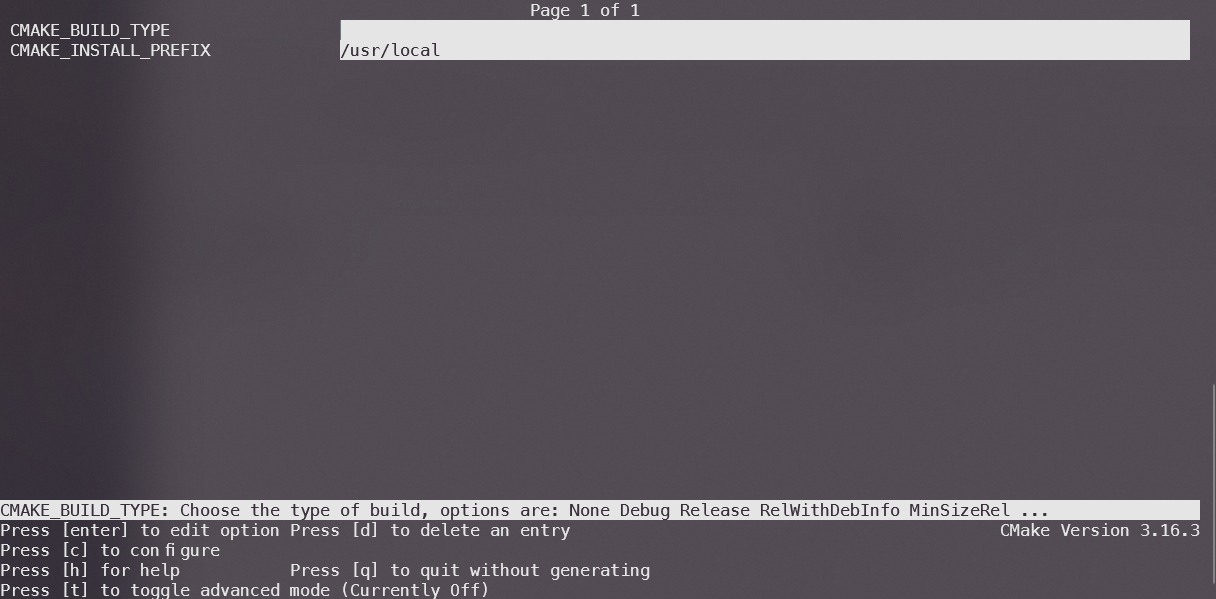 Page 1 of 1
CMAKE_BUILD_TYPE
CMAKE_INSTALL_PREFIX /usr/local
CMAKE_BUILD_TYPE: Choose the type of build, options are: None Debug Release RelWithDebInfo MinSizeRel ...
Press [enter] to edit option Press [d] to delete an entry CMake Version 3.16.3
Press [c] to configure
Press [h] for help Press [q] to quit without generating
Press [t] to toggle advanced mode (Currently Off)